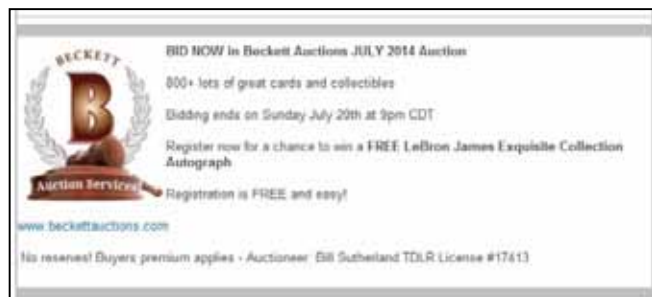 BECKETT
B
Auction Services
BID NOW in Beckett Auctions JULY 2014 Auction
800+ lots of great cards and collectibles
Bidding ends on Sunday July 20th at 9pm CDT
Register now for a chance to win a FREE LeBron James Exquisite Collection
Autograph
Registration is FREE and easy!
www.beckettauctions.com
No reserves! Buyers premium applies - Auctioneer Bill Sutherland TDLR License #17413